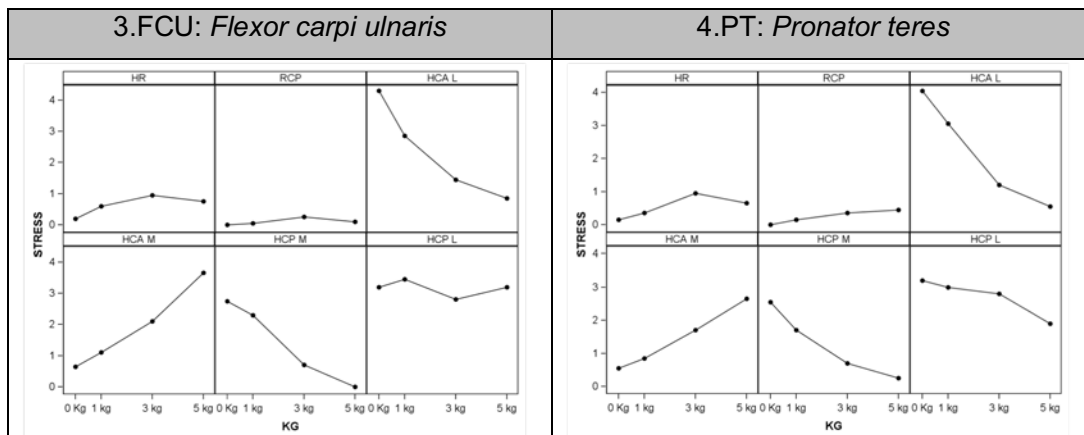 3.FCU: Flexor carpi ulnaris
4.PT: Pronator teres
HR RCP HCA L
4
3
2
1
0
STRESS
HCA M HCP M HCP L
4
3
2
1
0
0 Kg 1 kg 3 kg 5 kg 0 Kg 1 kg 3 kg 5 kg 0 Kg 1 kg 3 kg 5 kg
KG
HR RCP HCA L
4
3
2
1
0
STRESS
HCA M HCP M HCP L
4
3
2
1
0
0 Kg 1 kg 3 kg 5 kg 0 Kg 1 kg 3 kg 5 kg 0 Kg 1 kg 3 kg 5 kg
KG